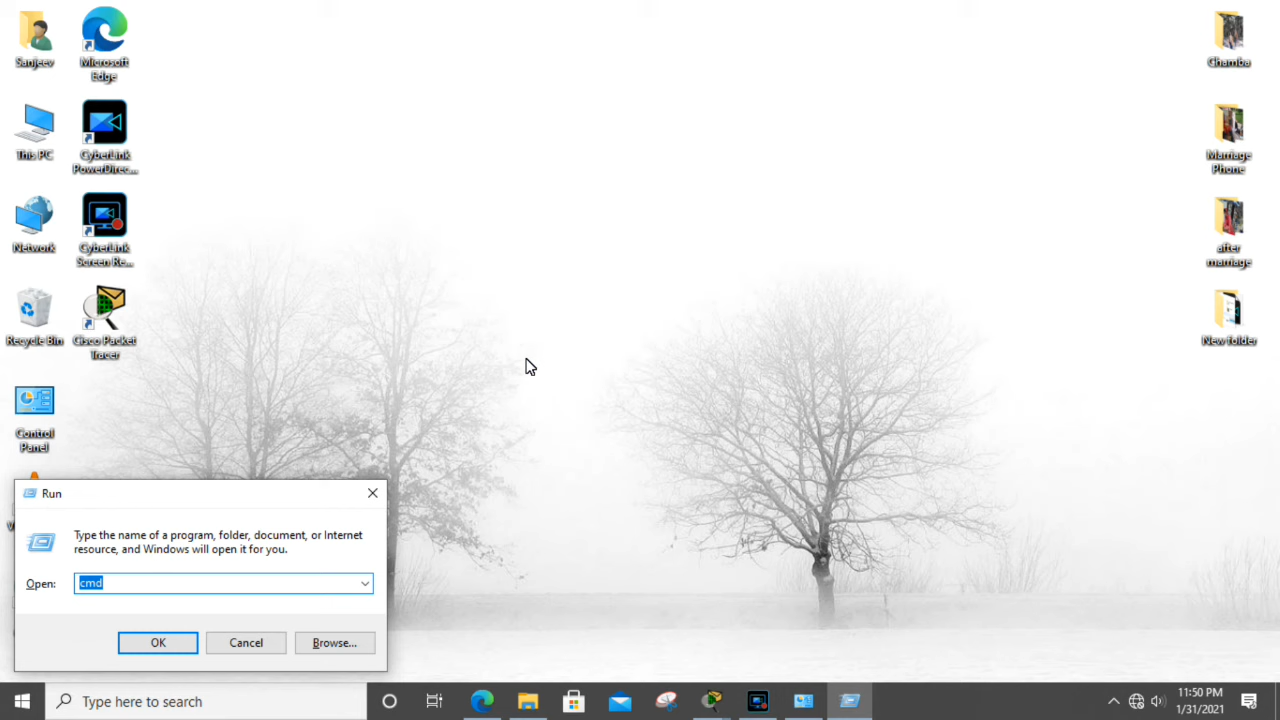 Sanjeev
Microsoft
Edge
This PC
CyberLink
PowerDirec...
Network
CyberLink
Screen Re...
Recycle Bin
Cisco Packet
Tracer
Control
Panel
Chamba
Marriage
Phone
after
marriage
New folder
Run
Type the name of a program, folder, document, or Internet
resource, and Windows will open it for you.
Open:
cmd
OK
Cancel
Browse...
Type here to search
11:50 PM
1/31/2021